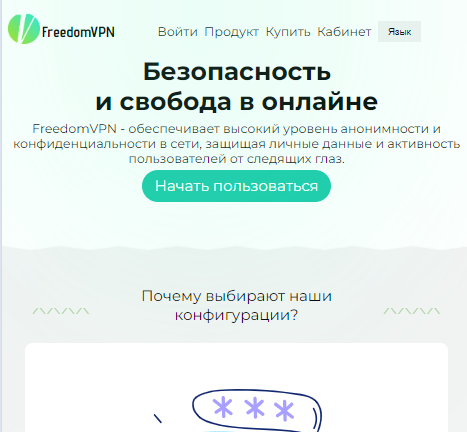 FreedomVPN
Войти Продукт Купить Кабинет Язык
Безопасность
и свобода в онлайне
FreedomVPN - обеспечивает высокий уровень анонимности и
конфиденциальности в сети, защищая личные данные и активность
пользователей от следящих глаз.
Начать пользоваться
Почему выбирают наши
конфигурации?